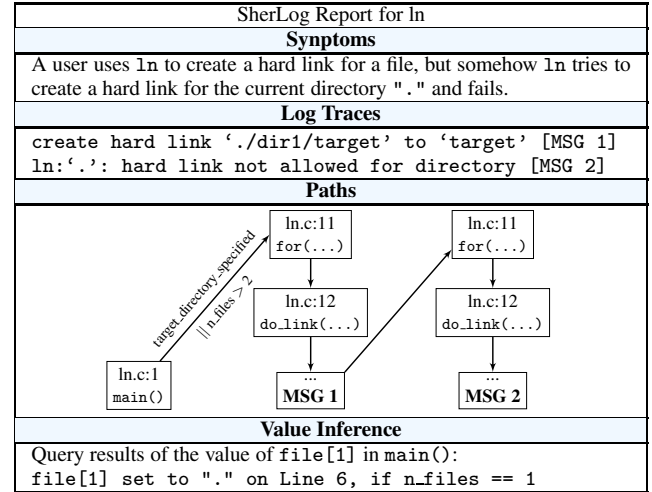 SherLog Report for ln
Symptoms
A user uses ln to create a hard link for a file, but somehow ln tries to
create a hard link for the current directory "." and fails.
Log Traces
create hard link ‘./dir1/target’ to ‘target’ [MSG 1]
ln:‘.’: hard link not allowed for directory [MSG 2]
Paths
ln.c:11
for(...)
ln.c:11
for(...)
target_directory_specified
|| n_files > 2
ln.c:12
do_link(...)
ln.c:12
do_link(...)
ln.c:1
main()
...
MSG 1
...
MSG 2
Value Inference
Query results of the value of file[1] in main():
file[1] set to "." on Line 6, if n_files == 1